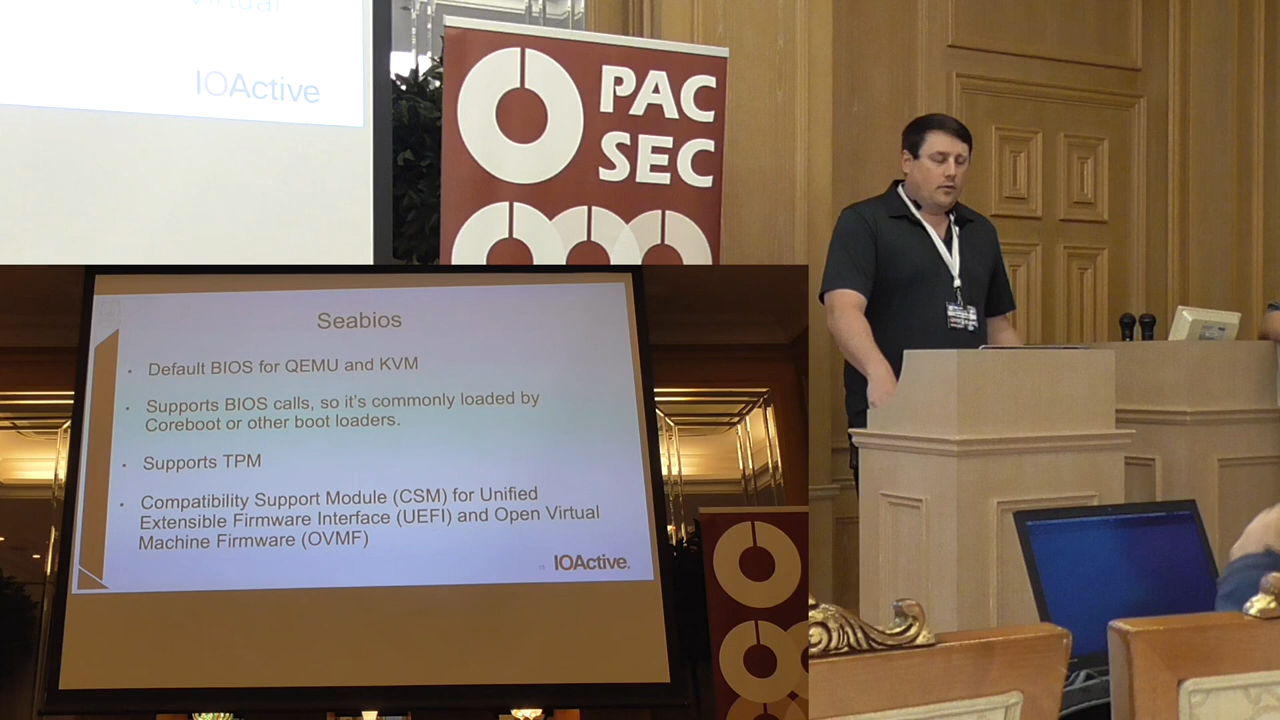 Virtual
IOActive
PAC
SEC
Seabios
• Default BIOS for QEMU and KVM
• Supports BIOS calls, so it's commonly loaded by
Coreboot or other boot loaders.
• Supports TPM
• Compatibility Support Module (CSM) for Unified
Extensible Firmware Interface (UEFI) and Open Virtual
Machine Firmware (OVMF)
IOActive.